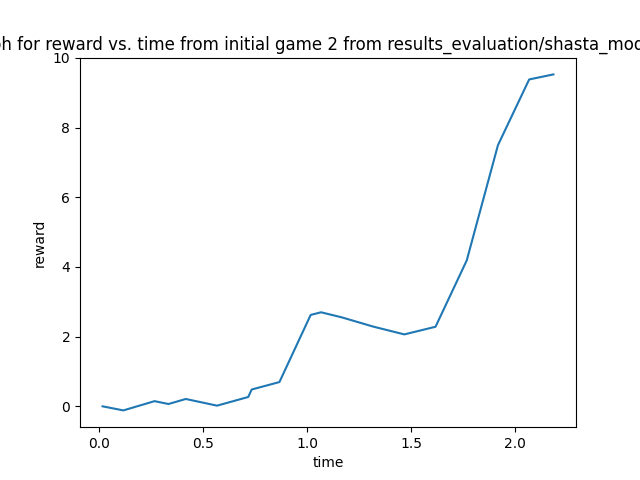 h for reward vs. time from initial game 2 from results_evaluation/shasta_mo
10
8
6
4
2
0
reward
0.0 0.5 1.0 1.5 2.0
time